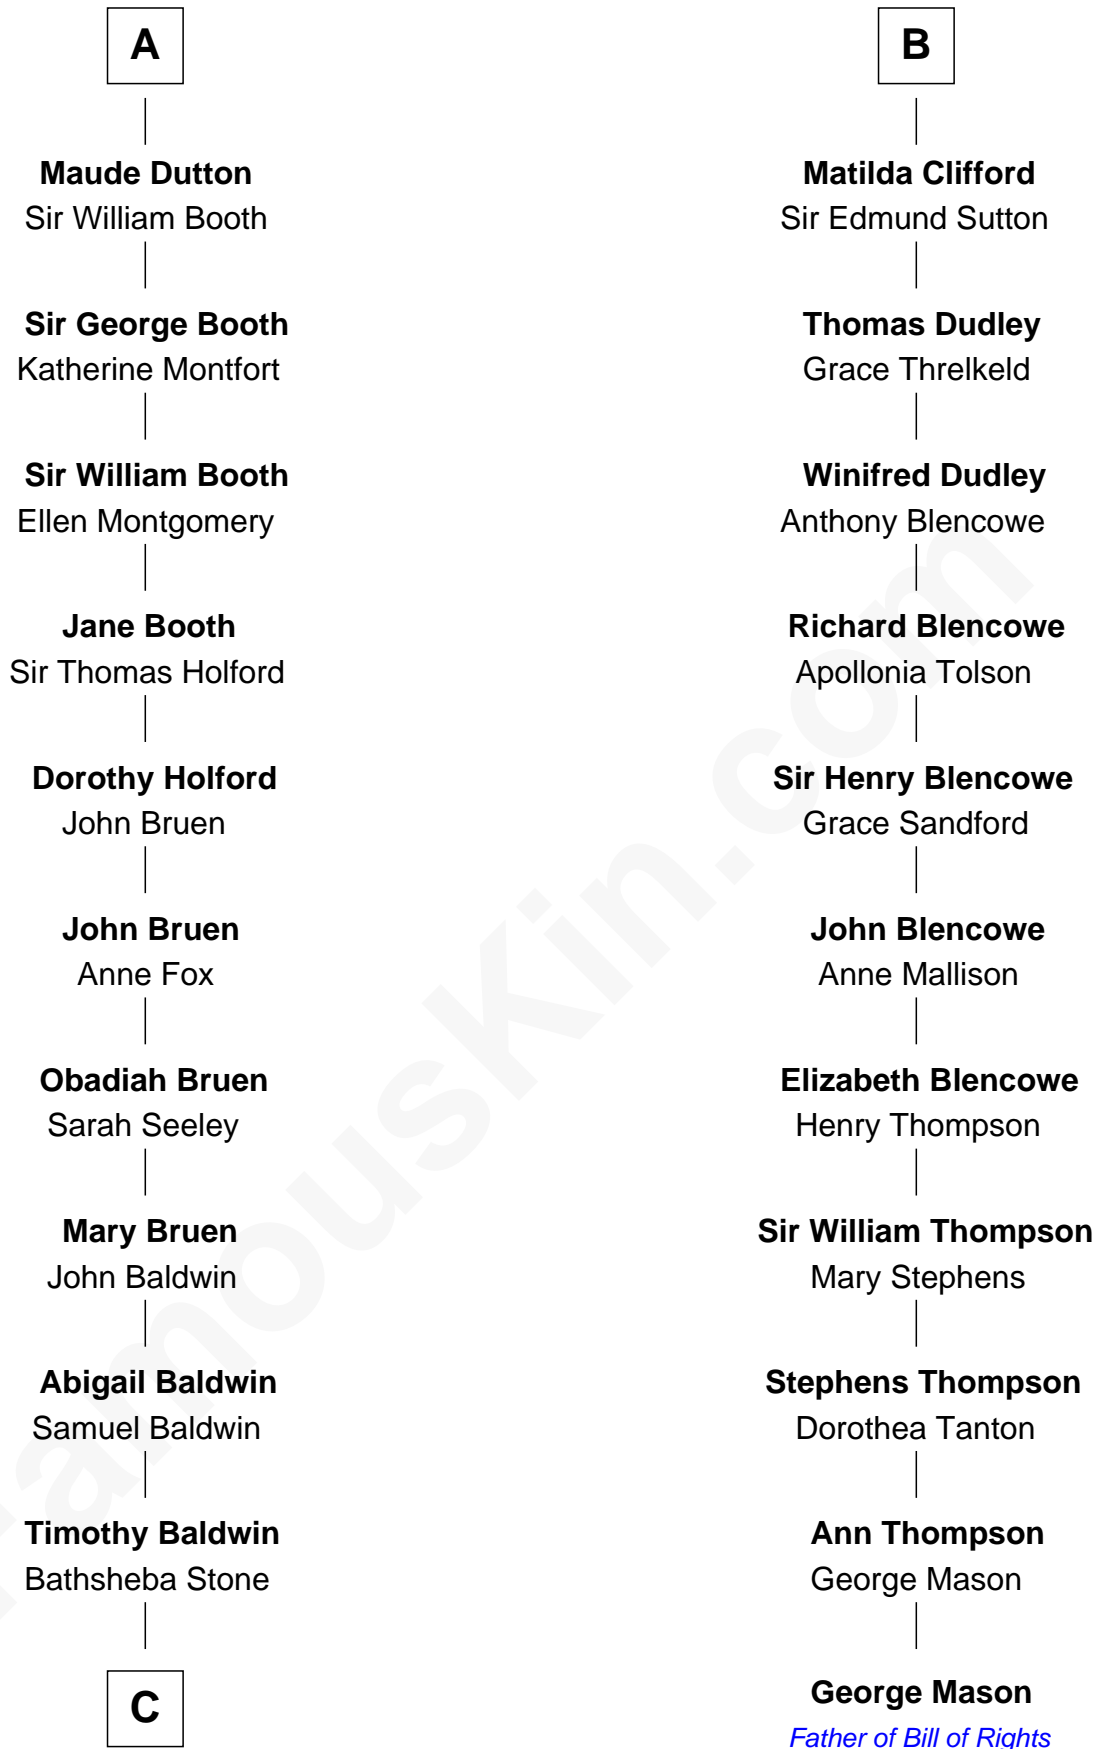 A
Maude Dutton
Sir William Booth
Sir George Booth
Katherine Montfort
Sir William Booth
Ellen Montgomery
Jane Booth
Sir Thomas Holford
Dorothy Holford
John Bruen
John Bruen
Anne Fox
Obadiah Bruen
Sarah Seeley
Mary Bruen
John Baldwin
Abigail Baldwin
Samuel Baldwin
Timothy Baldwin
Bathsheba Stone
C
B
Matilda Clifford
Sir Edmund Sutton
Thomas Dudley
Grace Threlkeld
Winifred Dudley
Anthony Blencowe
Richard Blencowe
Apollonia Tolson
Sir Henry Blencowe
Grace Sandford
John Blencowe
Anne Mallison
Elizabeth Blencowe
Henry Thompson
Sir William Thompson
Mary Stephens
Stephens Thompson
Dorothea Tanton
Ann Thompson
George Mason
George Mason
Father of Bill of Rights
FamousKin.com